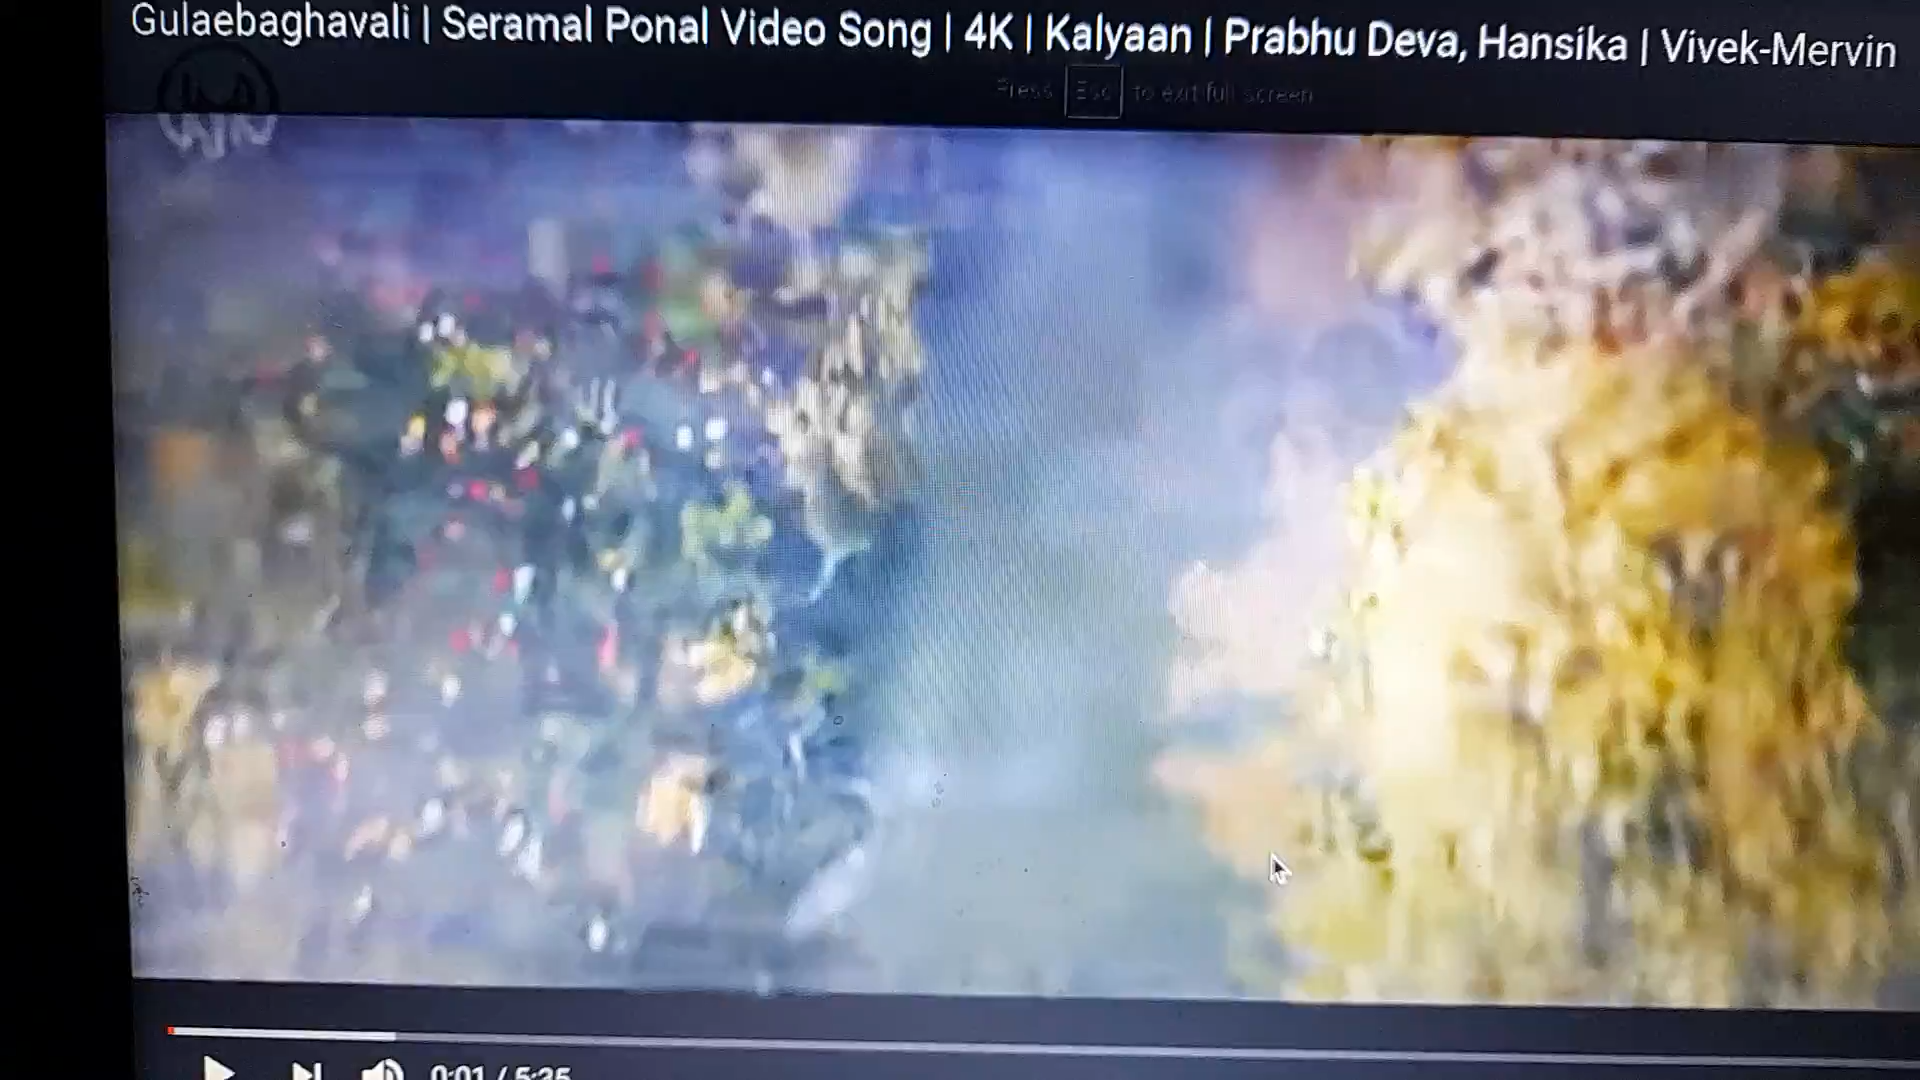 Gulaebaghavali | Seramal Ponal Video Song | 4K | Kalyaan | Prabhu Deva, Hansika | Vivek-Mervin
Press Esc to exit full screen
0:01 / 5:25